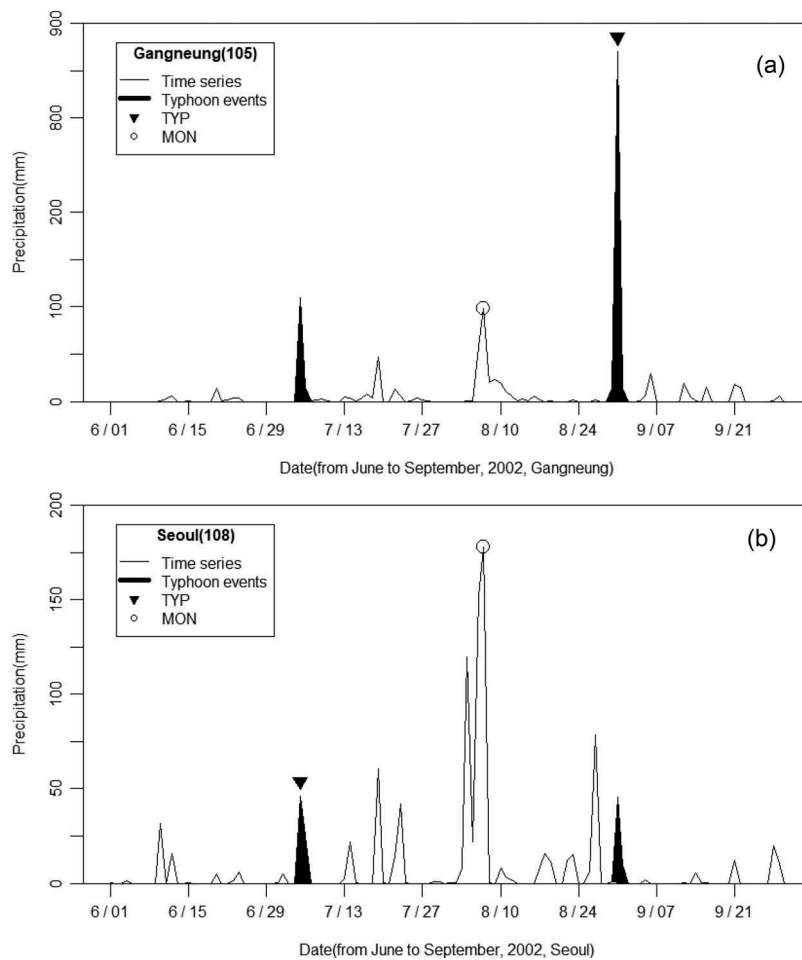 900
Gangneung(105)
Time series
Typhoon events
TYP
MON
(a)
800
200
100
0
Precipitation(mm)
6 / 01 6 / 15 6 / 29 7 / 13 7 / 27 8 / 10 8 / 24 9 / 07 9 / 21
Date(from June to September, 2002, Gangneung)
200
Seoul(108)
Time series
Typhoon events
TYP
MON
(b)
150
100
50
0
Precipitation(mm)
6 / 01 6 / 15 6 / 29 7 / 13 7 / 27 8 / 10 8 / 24 9 / 07 9 / 21
Date(from June to September, 2002, Seoul)